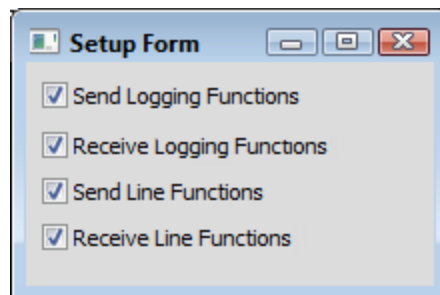 Setup Form
Send Logging Functions
Receive Logging Functions
Send Line Functions
Receive Line Functions